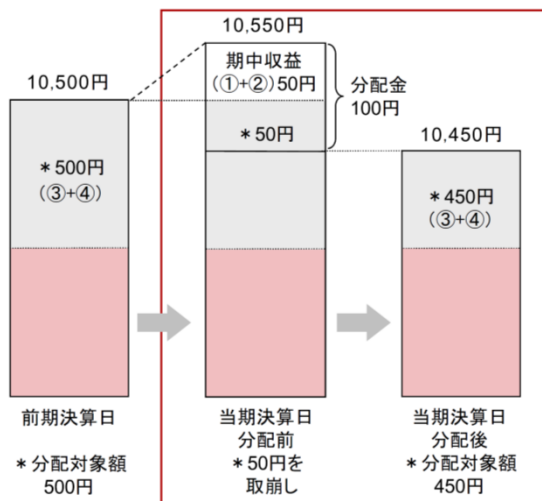 10,550円
期中収益
(①+②)50円
分配金
100円
10,500円
*50円
10,450円
*500円
(③+④)
*450円
(③+④)
前期決算日
*分配対象額
500円
当期決算日
分配前
*50円を
取崩し
当期決算日
分配後
*分配対象額
450円